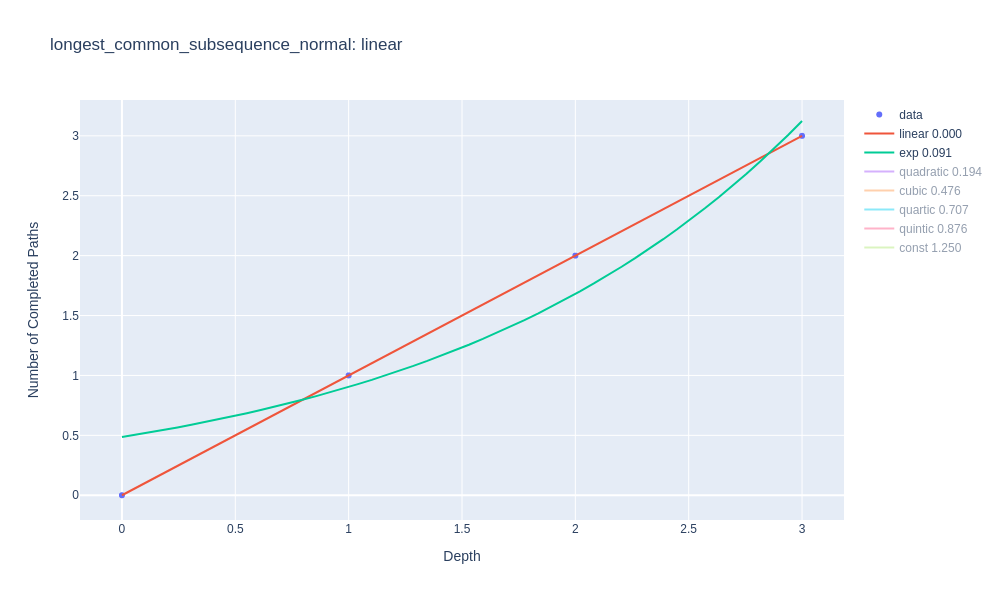 longest_common_subsequence_normal: linear
data
linear 0.000
exp 0.091
quadratic 0.194
cubic 0.476
quartic 0.707
quintic 0.876
const 1.250
Number of Completed Paths
3
2.5
2
1.5
1
0.5
0
0
0.5
1
1.5
2
2.5
3
Depth